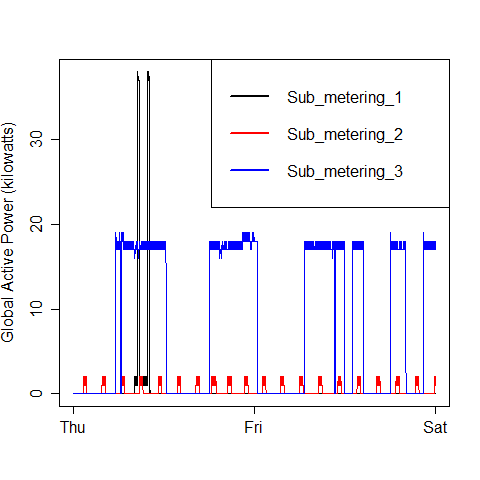 Sub_metering_1
Sub_metering_2
Sub_metering_3
Global Active Power (kilowatts)
30
20
10
0
Thu Fri Sat